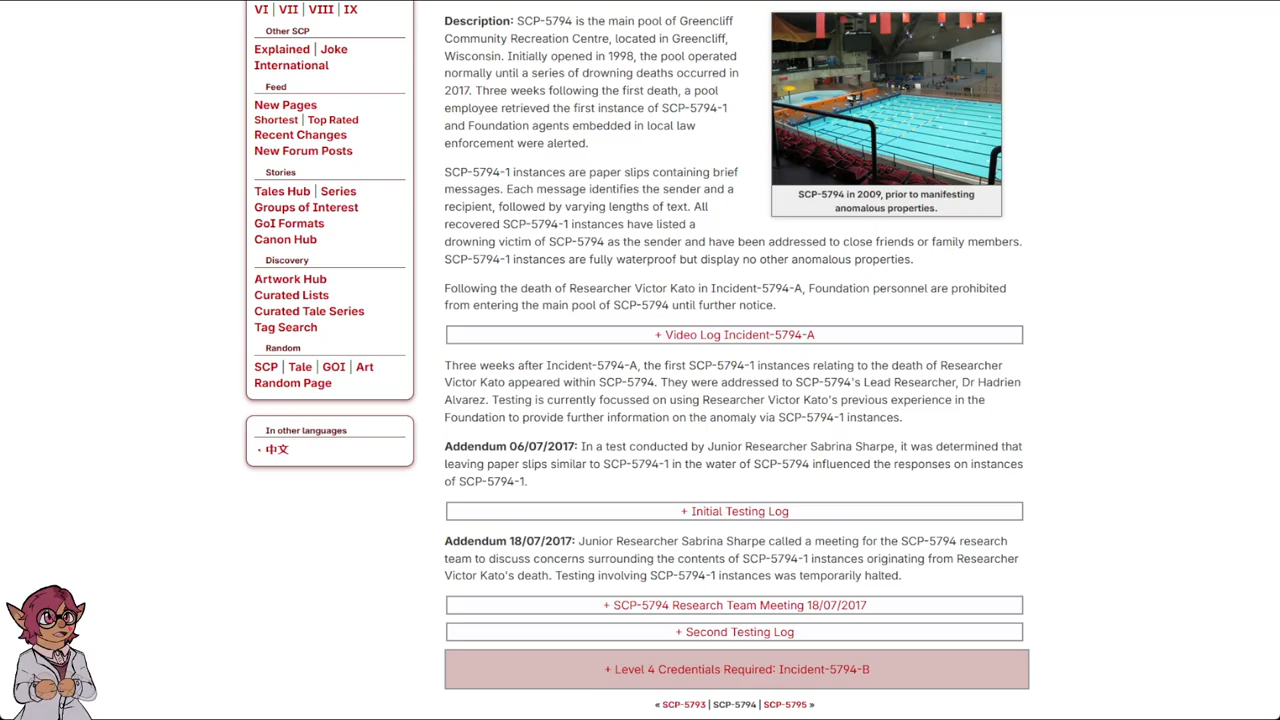 VI | VII | VIII | IX
Other SCP
Explained | Joke
International
Feed
New Pages
Shortest | Top Rated
Recent Changes
New Forum Posts
Stories
Tales Hub | Series
Groups of Interest
GoI Formats
Canon Hub
Discovery
Artwork Hub
Curated Lists
Curated Tale Series
Tag Search
Random
SCP | Tale | GOI | Art
Random Page
In other languages
· 中文
Description: SCP-5794 is the main pool of Greencliff
Community Recreation Centre, located in Greencliff,
Wisconsin. Initially opened in 1998, the pool operated
normally until a series of drowning deaths occurred in
2017. Three weeks following the first death, a pool
employee retrieved the first instance of SCP-5794-1
and Foundation agents embedded in local law
enforcement were alerted.
SCP-5794 in 2009, prior to manifesting
anomalous properties.
SCP-5794-1 instances are paper slips containing brief
messages. Each message identifies the sender and a
recipient, followed by varying lengths of text. All
recovered SCP-5794-1 instances have listed a
drowning victim of SCP-5794 as the sender and have been addressed to close friends or family members.
SCP-5794-1 instances are fully waterproof but display no other anomalous properties.
Following the death of Researcher Victor Kato in Incident-5794-A, Foundation personnel are prohibited
from entering the main pool of SCP-5794 until further notice.
+ Video Log Incident-5794-A
Three weeks after Incident-5794-A, the first SCP-5794-1 instances relating to the death of Researcher
Victor Kato appeared within SCP-5794. They were addressed to SCP-5794's Lead Researcher, Dr Hadrien
Alvarez. Testing is currently focussed on using Researcher Victor Kato's previous experience in the
Foundation to provide further information on the anomaly via SCP-5794-1 instances.
Addendum 06/07/2017: In a test conducted by Junior Researcher Sabrina Sharpe, it was determined that
leaving paper slips similar to SCP-5794-1 in the water of SCP-5794 influenced the responses on instances
of SCP-5794-1.
+ Initial Testing Log
Addendum 18/07/2017: Junior Researcher Sabrina Sharpe called a meeting for the SCP-5794 research
team to discuss concerns surrounding the contents of SCP-5794-1 instances originating from Researcher
Victor Kato's death. Testing involving SCP-5794-1 instances was temporarily halted.
+ SCP-5794 Research Team Meeting 18/07/2017
+ Second Testing Log
+ Level 4 Credentials Required: Incident-5794-B
« SCP-5793 | SCP-5794 | SCP-5795 »